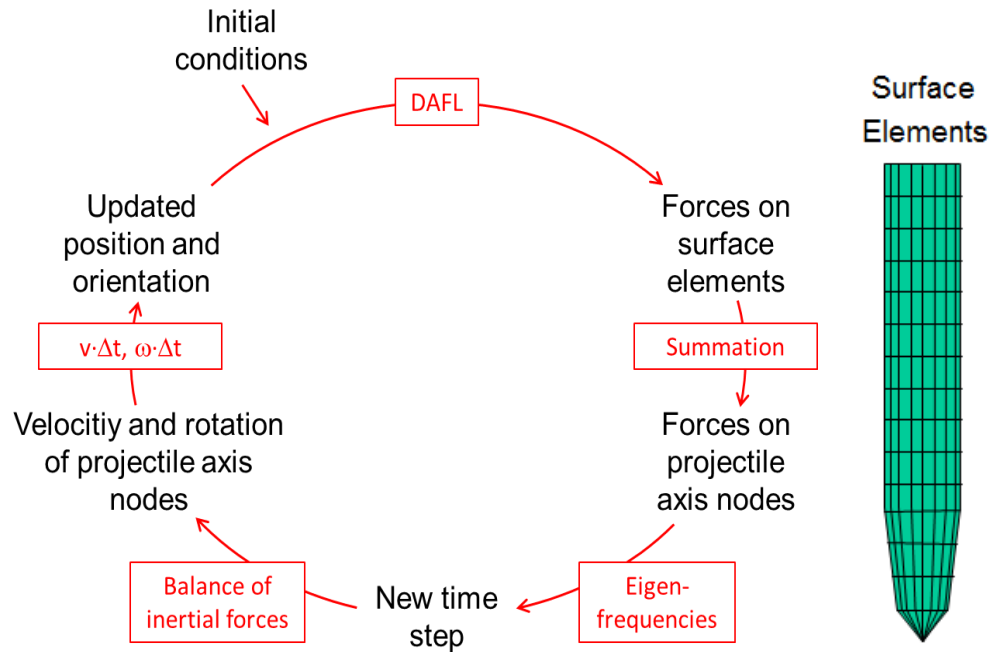 Initial
conditions
DAFL
Surface
Elements
Updated
position and
orientation
Forces on
surface
elements
v·Δt, ω·Δt
Summation
Velocitiy and rotation
of projectile axis
nodes
Forces on
projectile
axis nodes
Balance of
inertial forces
New time
step
Eigen-
frequencies